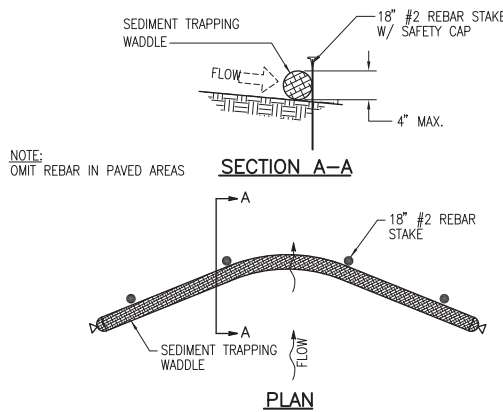 SEDIMENT TRAPPING
WADDLE
18" #2 REBAR STAKE
W/ SAFETY CAP
FLOW
4" MAX.
NOTE:
OMIT REBAR IN PAVED AREAS
SECTION A-A
A
18" #2 REBAR
STAKE
A
SEDIMENT TRAPPING
WADDLE
FLOW
PLAN